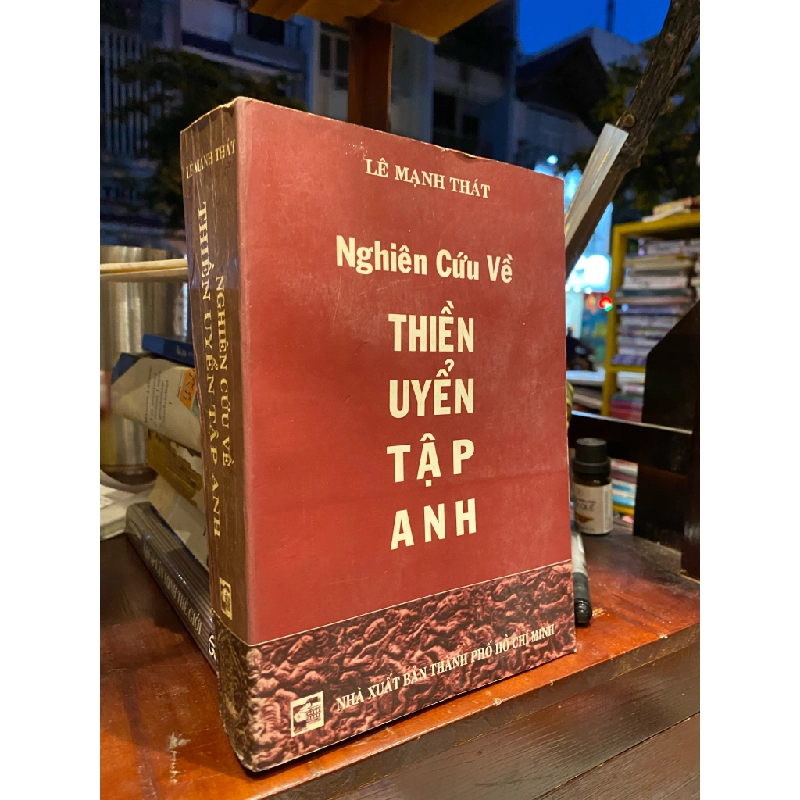 LÊ MẠNH THÁT
Nghiên Cứu Về
THIỀN
UYỂN
TẬP
ANH
NHÀ XUẤT BẢN THÀNH PHỐ HỒ CHÍ MINH
LÊ MẠNH THÁT
NGHIÊN CỨU VỀ
THIỀN UYỂN TẬP ANH